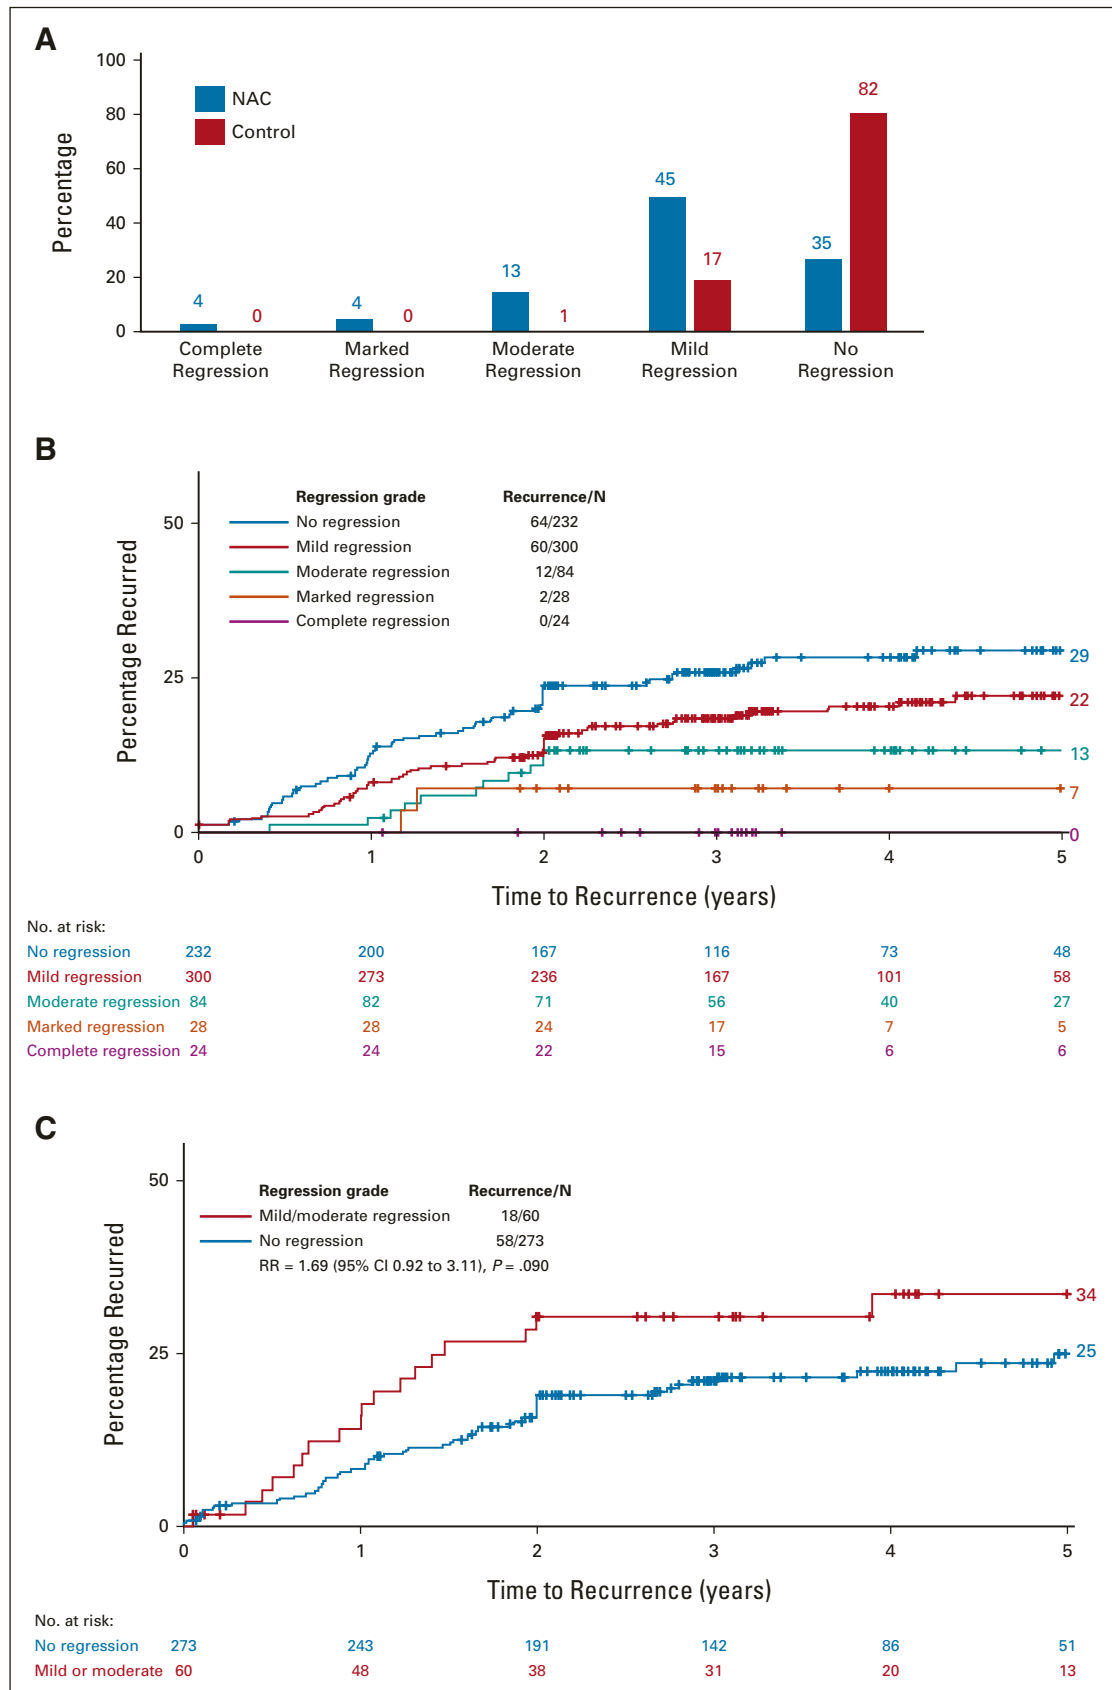 A
100
80
60
40
20
0
Percentage
NAC
Control
4
0
4
0
13
1
45
17
35
82
Complete Regression
Marked Regression
Moderate Regression
Mild Regression
No Regression
B
Percentage Recurred
50
25
0
Regression grade Recurrence/N
No regression 64/232
Mild regression 60/300
Moderate regression 12/84
Marked regression 2/28
Complete regression 0/24
29
22
13
7
0
0 1 2 3 4 5
Time to Recurrence (years)
No. at risk:
No regression 232 200 167 116 73 48
Mild regression 300 273 236 167 101 58
Moderate regression 84 82 71 56 40 27
Marked regression 28 28 24 17 7 5
Complete regression 24 24 22 15 6 6
C
Percentage Recurred
50
25
0
Regression grade Recurrence/N
Mild/moderate regression 18/60
No regression 58/273
RR = 1.69 (95% CI 0.92 to 3.11), P = .090
34
25
0 1 2 3 4 5
Time to Recurrence (years)
No. at risk:
No regression 273 243 191 142 86 51
Mild or moderate 60 48 38 31 20 13